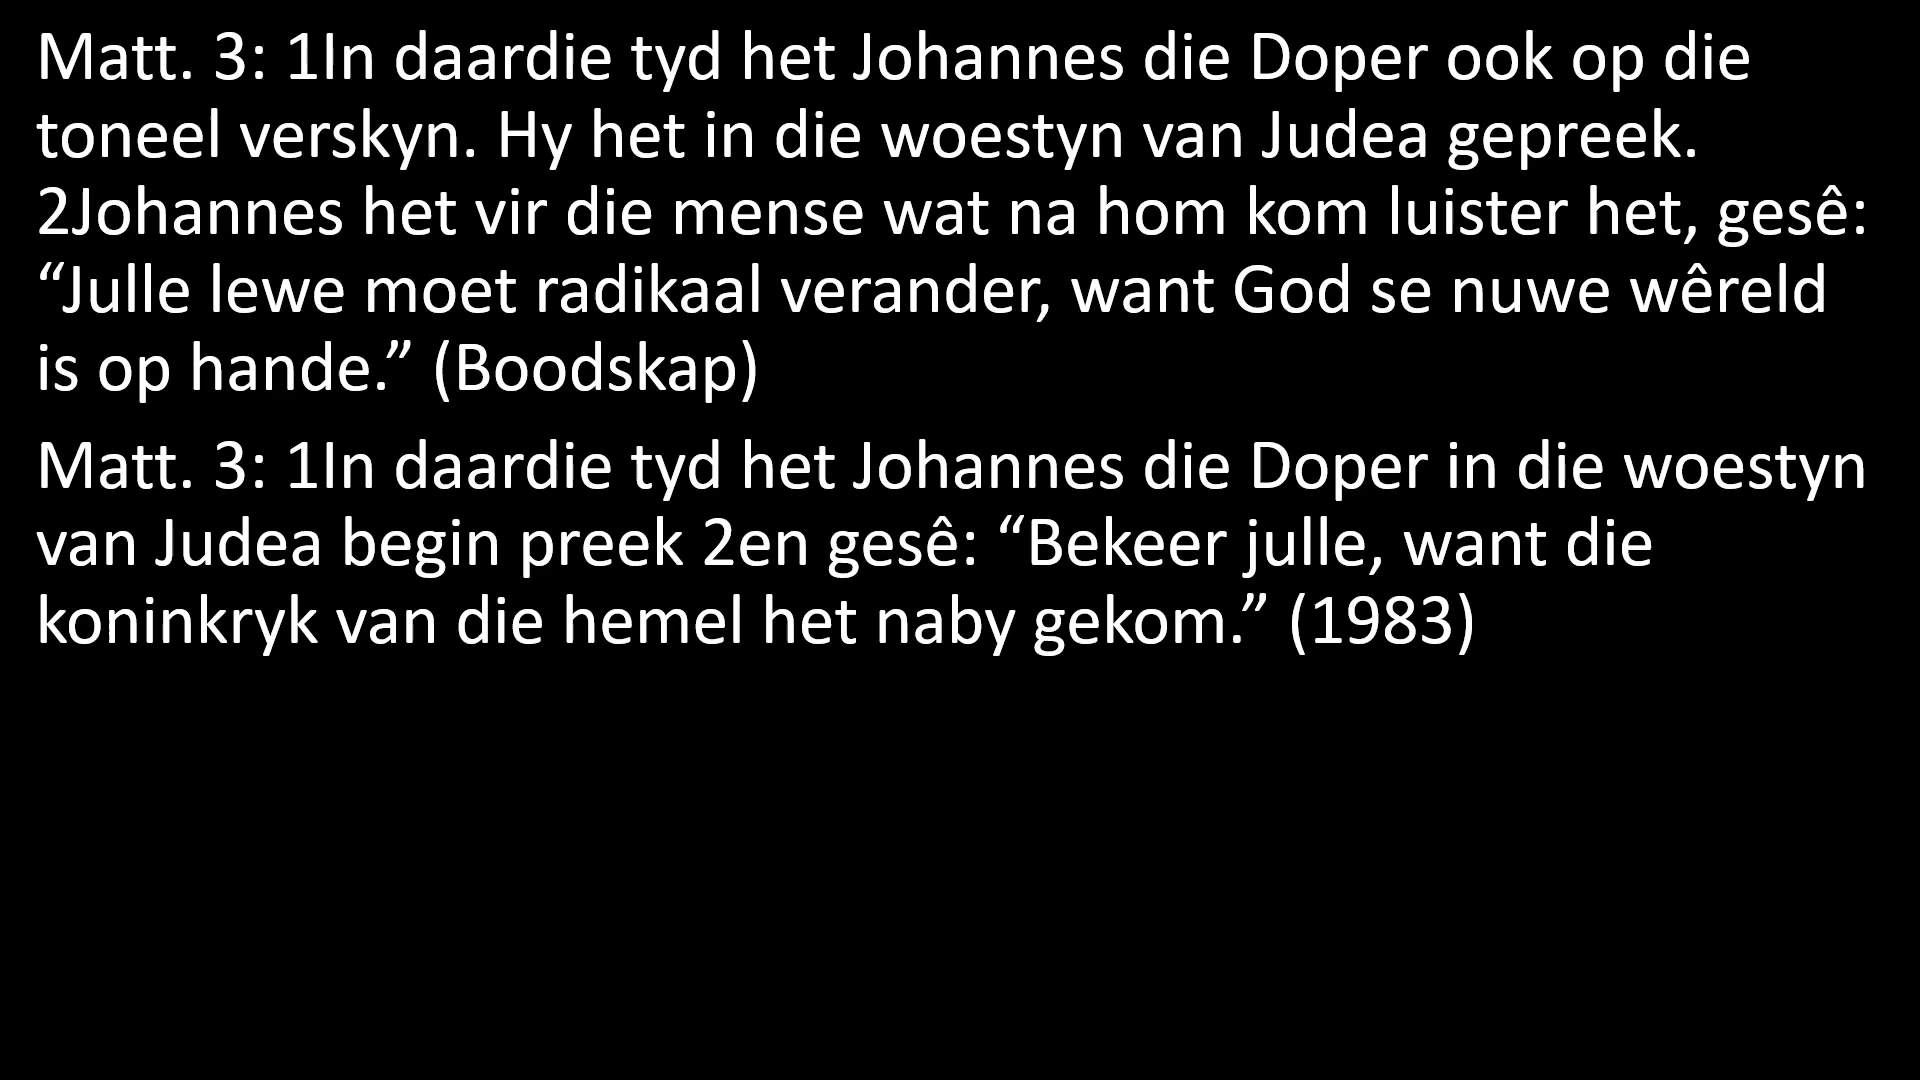 Matt. 3: 1In daardie tyd het Johannes die Doper ook op die
toneel verskyn. Hy het in die woestyn van Judea gepreek.
2Johannes het vir die mense wat na hom kom luister het, gesê:
“Julle lewe moet radikaal verander, want God se nuwe wêreld
is op hande.” (Boodskap)
Matt. 3: 1In daardie tyd het Johannes die Doper in die woestyn
van Judea begin preek 2en gesê: “Bekeer julle, want die
koninkryk van die hemel het naby gekom.” (1983)